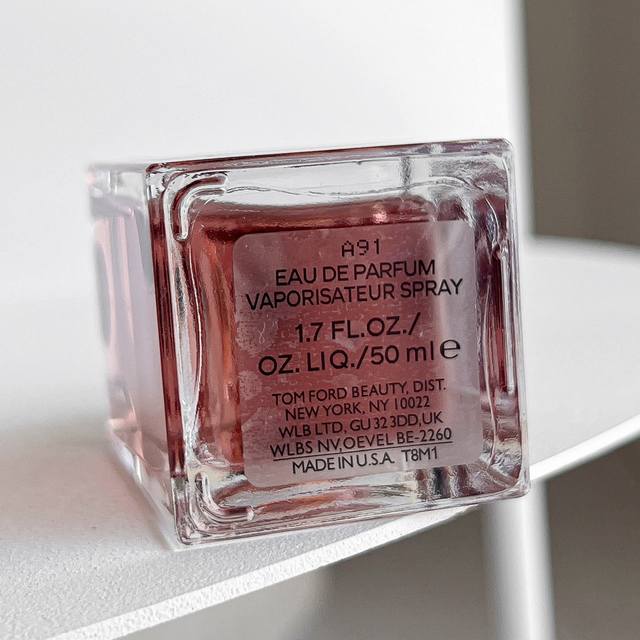 A91
EAU DE PARFUM
VAPORISATEUR SPRAY
1.7 FL.OZ./
OZ. LIQ./50 ml ℮
TOM FORD BEAUTY, DIST.
NEW YORK, NY 10022
WLB LTD, GU32 3DD, UK
WLBS NV, OEVEL BE-2260
MADE IN U.S.A. T8M1